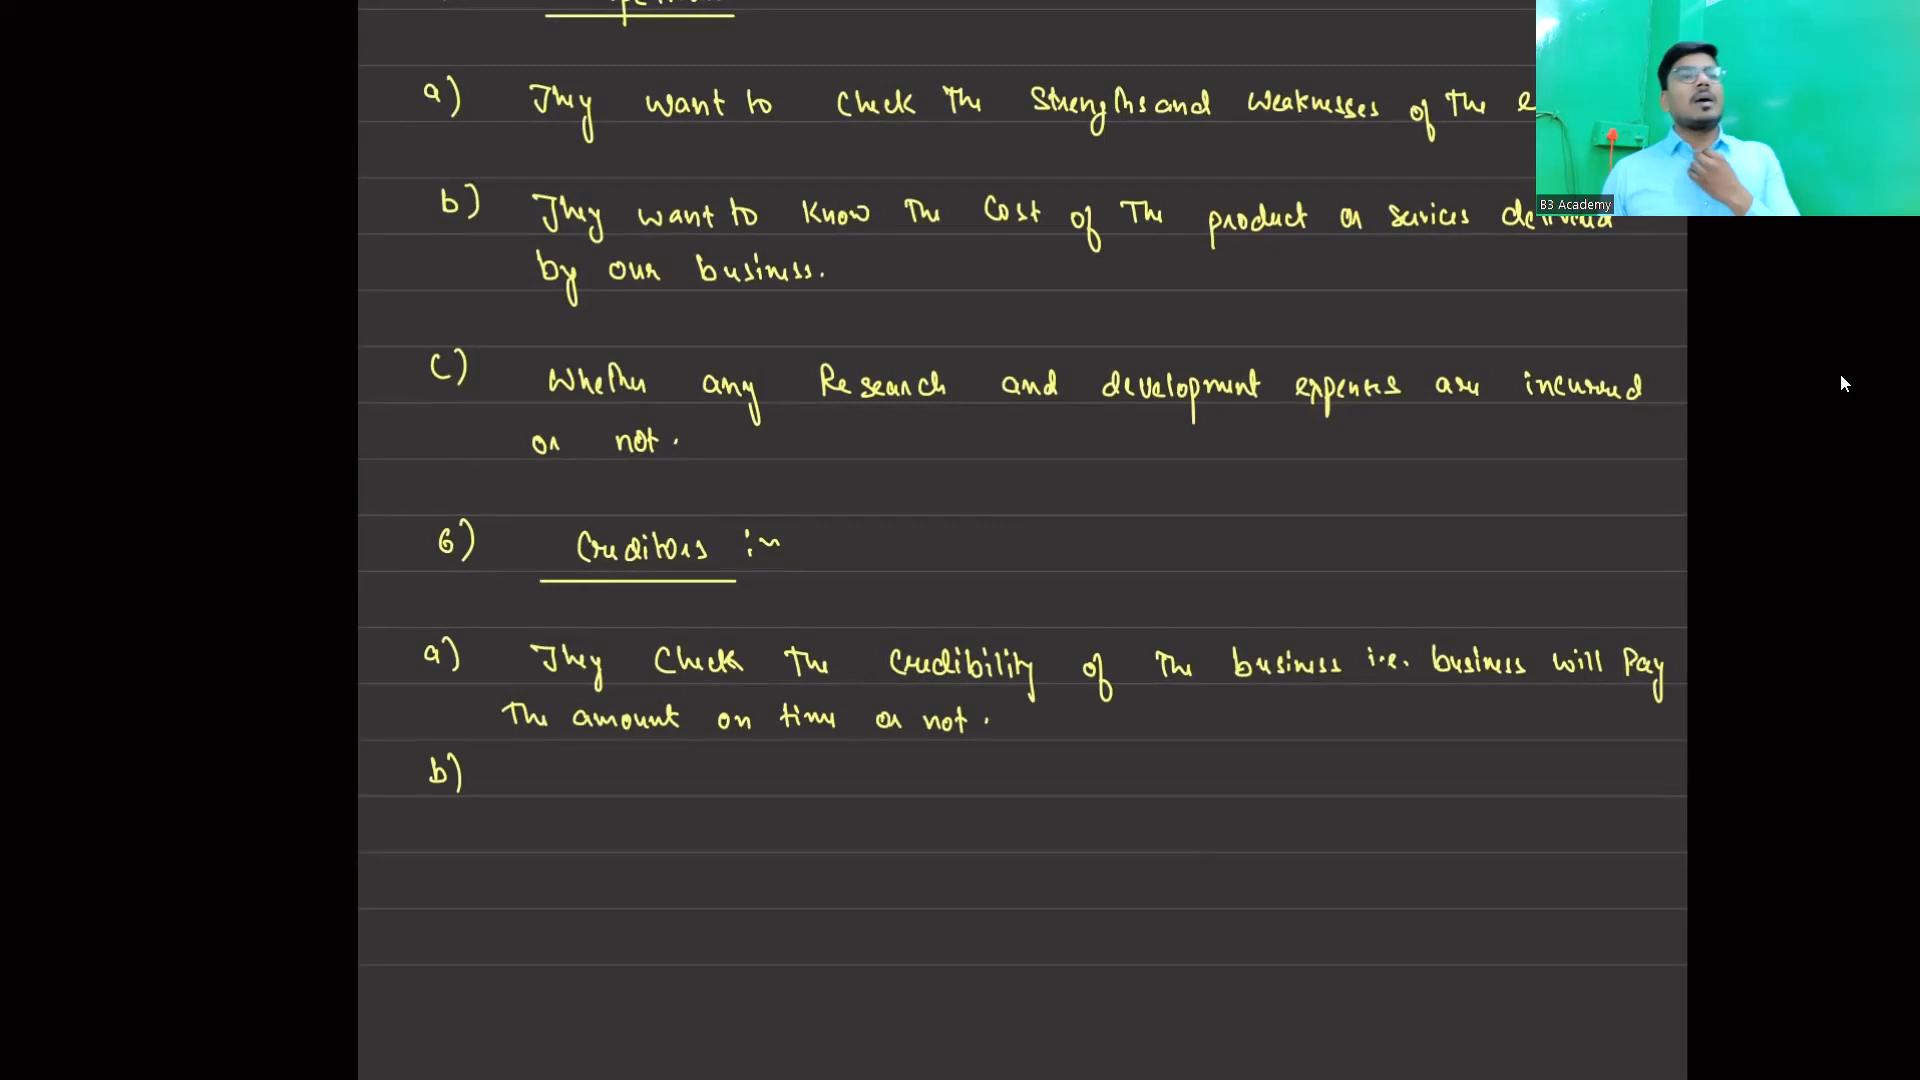 a) They want to check the strengths and weaknesses of the
b) They want to know the cost of the product or services
by our business.
c) Whether any Research and development expenses are incurred
or not.
6) Creditors :~
a) They check the credibility of the business i.e. business will pay
the amount on time or not.
b)
B3 Academy